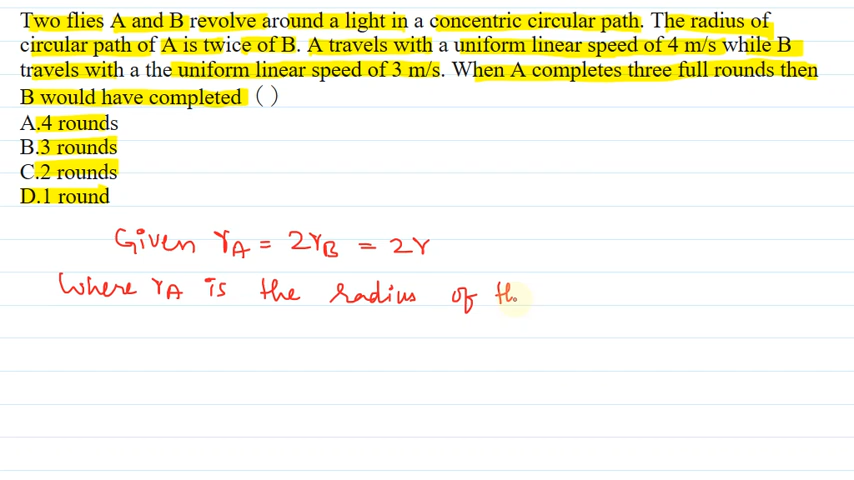 Two flies A and B revolve around a light in a concentric circular path. The radius of
circular path of A is twice of B. A travels with a uniform linear speed of 4 m/s while B
travels with a the uniform linear speed of 3 m/s. When A completes three full rounds then
B would have completed ( )
A.4 rounds
B.3 rounds
C.2 rounds
D.1 round
Given rA = 2rB = 2r
Where rA is the radius of th